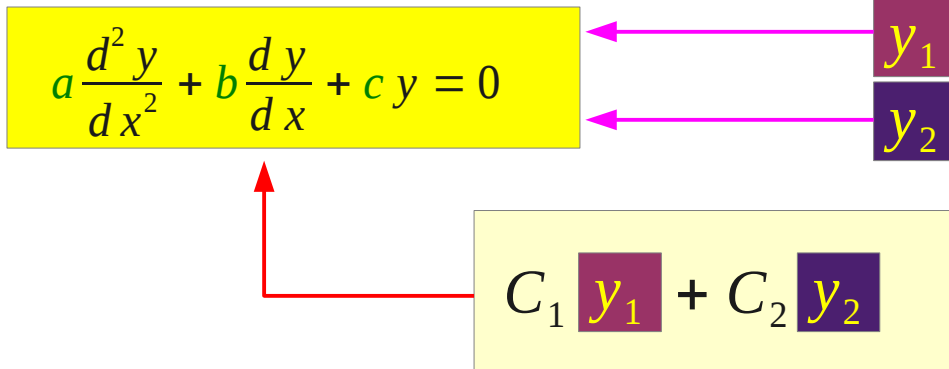 a d²y/dx² + b dy/dx + c y = 0
y₁
y₂
C₁ y₁ + C₂ y₂